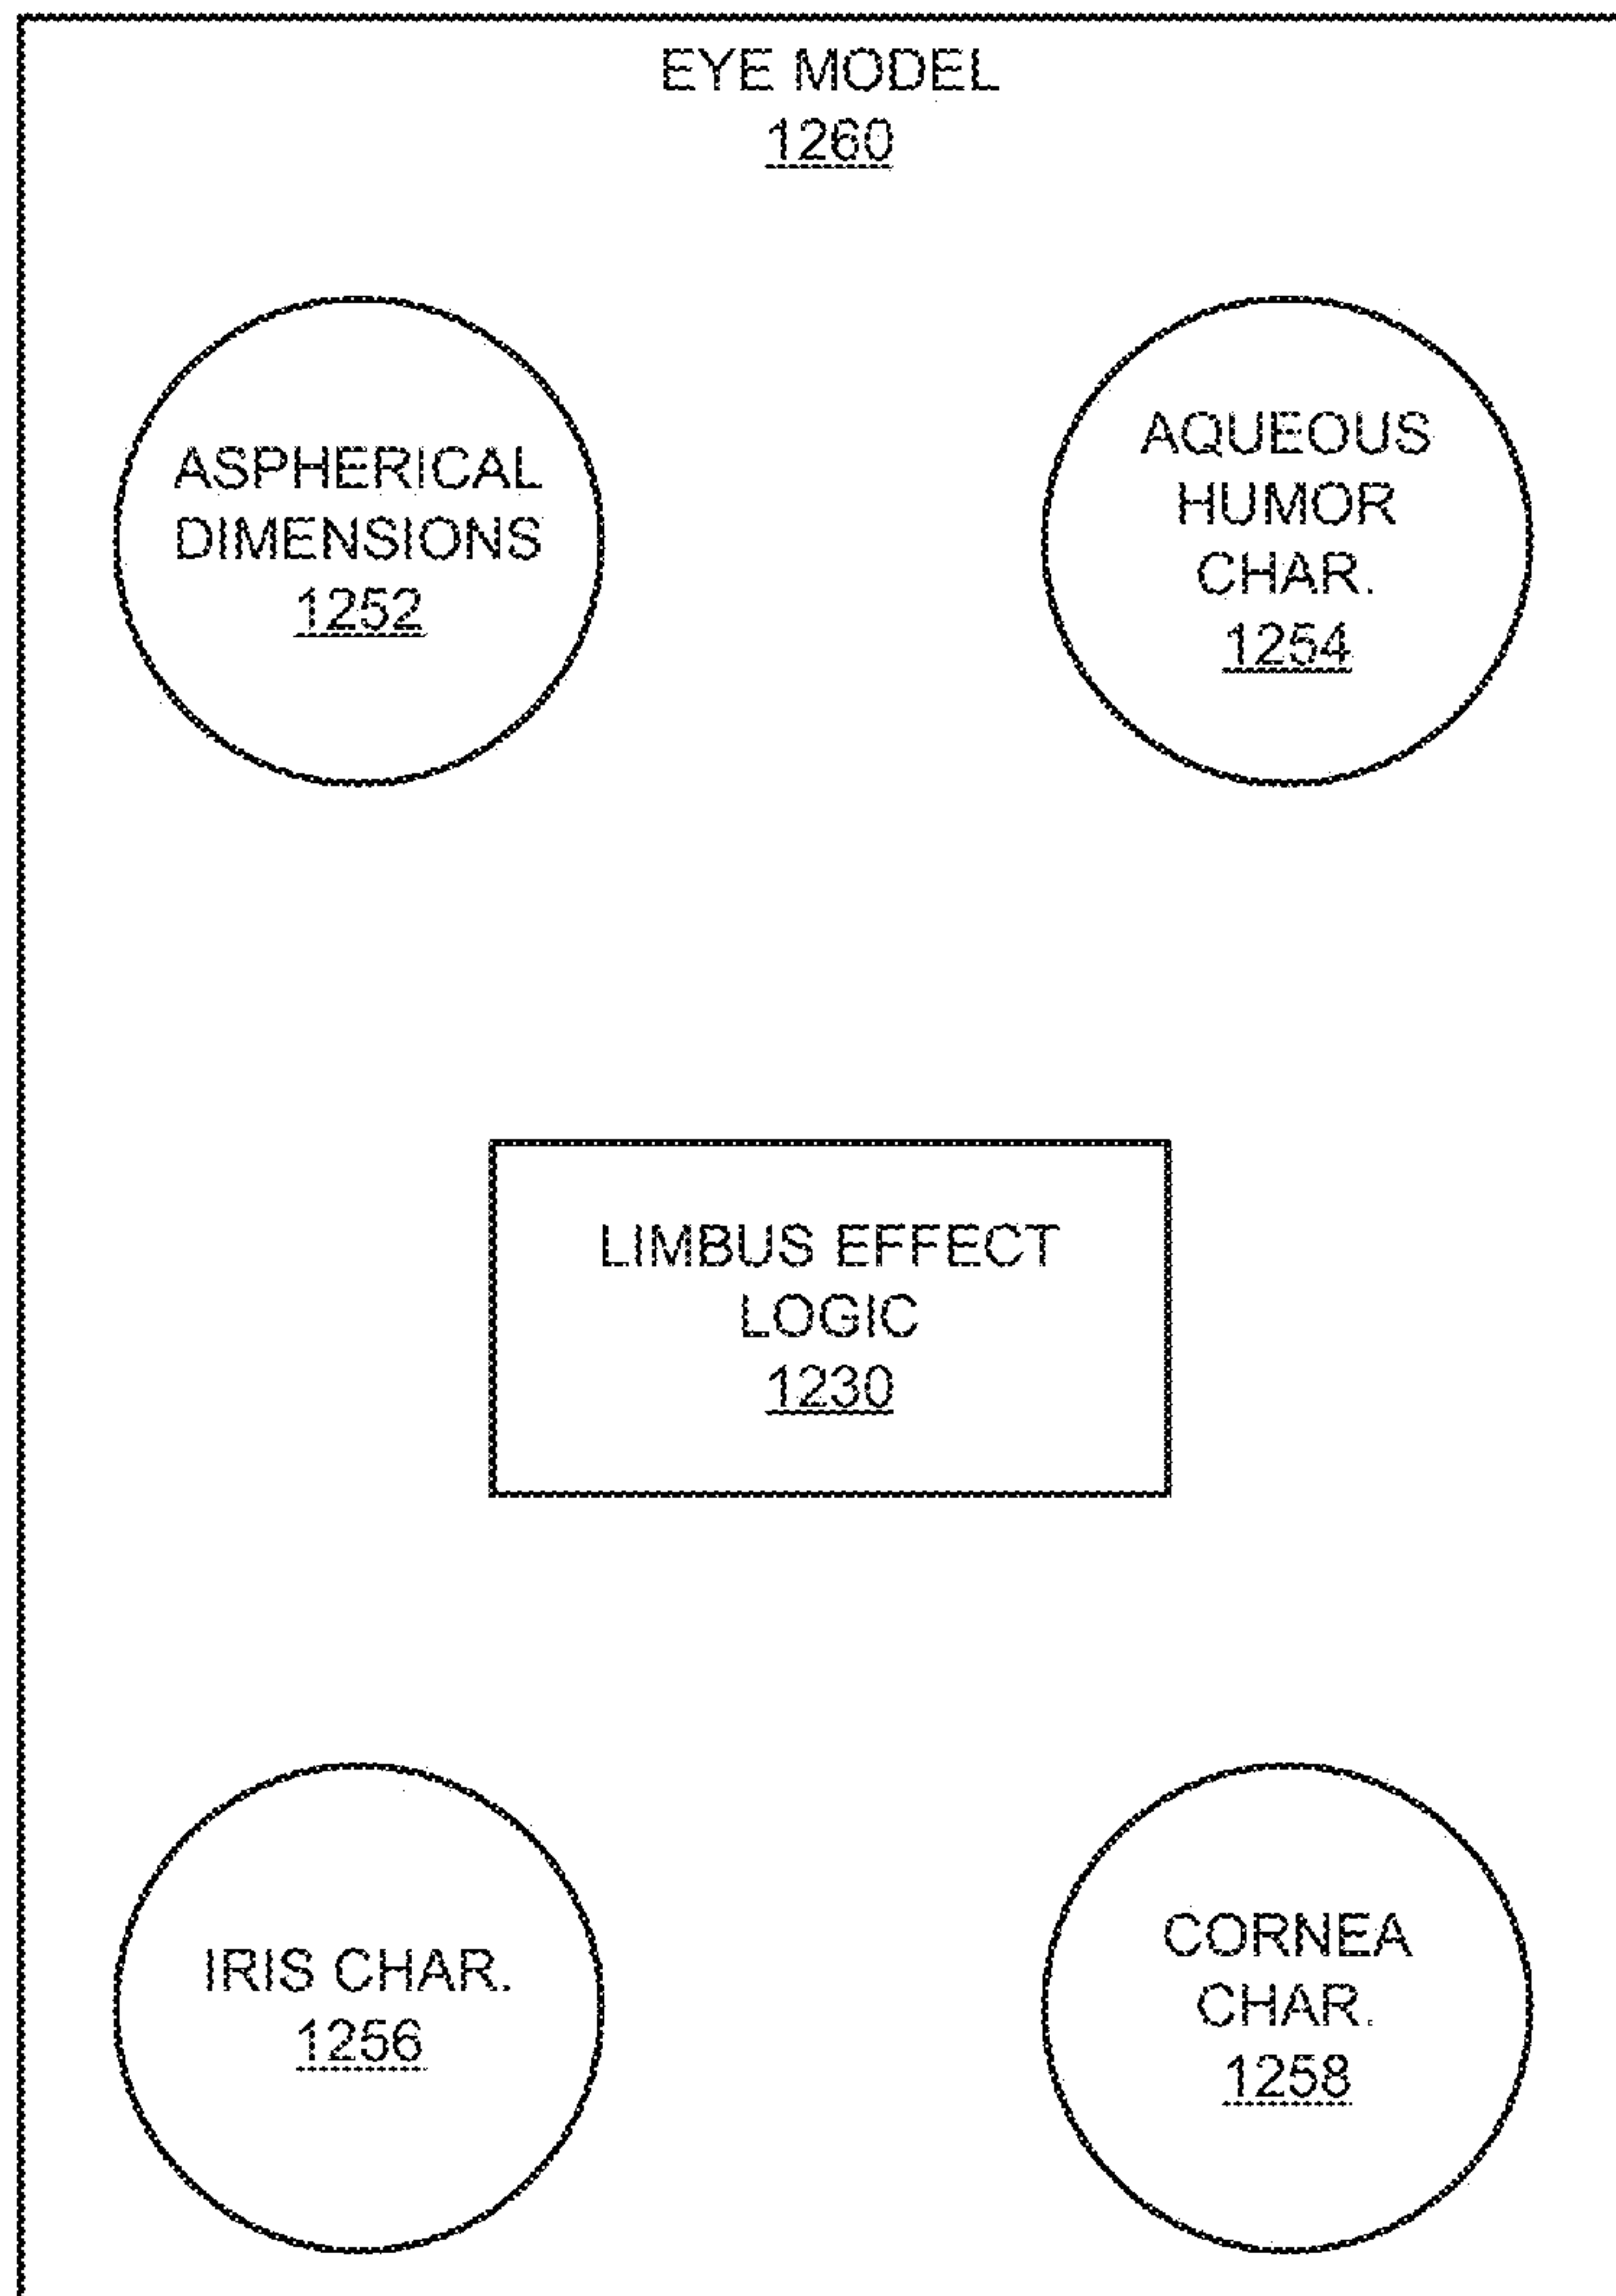 EYE MODEL
1260
ASPHERICAL
DIMENSIONS
1252
AQUEOUS
HUMOR
CHAR.
1254
LIMBUS EFFECT
LOGIC
1230
IRIS CHAR.
1256
CORNEA
CHAR.
1258